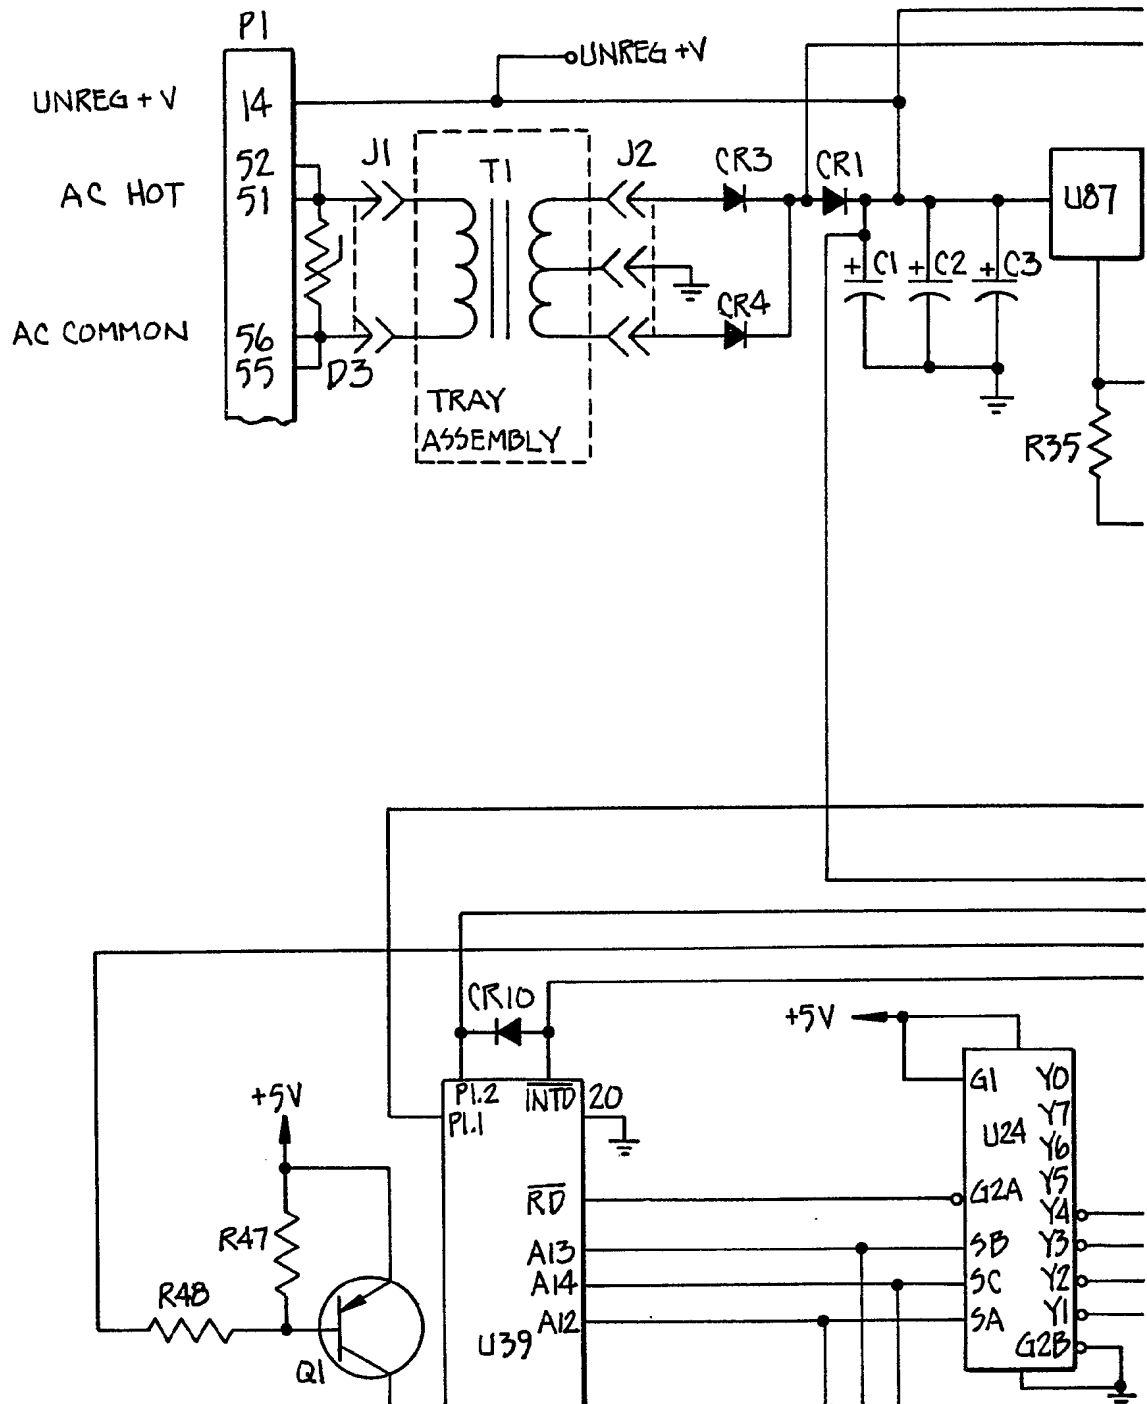 P1
UNREG +V
UNREG + V
14
52
J1
T1
J2
CR3
CR1
AC HOT
51
U87
+ C1
+ C2
+ C3
CR4
AC COMMON
56
55
D3
TRAY
ASSEMBLY
R35
CR10
+5V
+5V
P1.2
INTD
20
P1.1
G1
Y0
Y7
U24
Y6
Y5
RD
G2A
Y4
R47
A13
SB
Y3
A14
SC
Y2
R48
A12
SA
Y1
U39
G2B
Q1